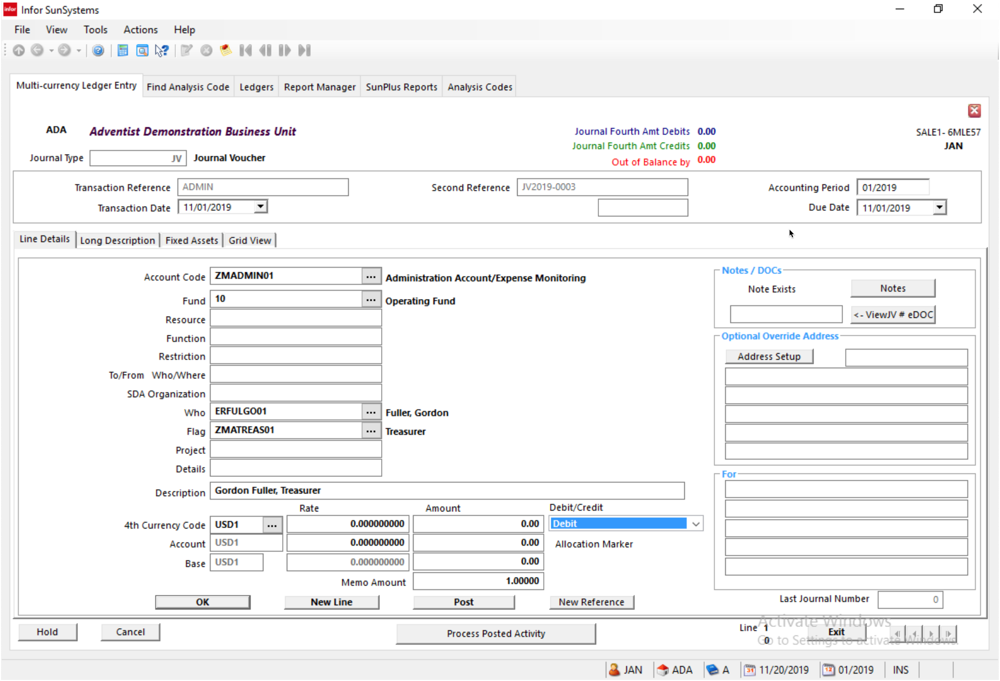 infor Infor SunSystems
File View Tools Actions Help
Multi-currency Ledger Entry Find Analysis Code Ledgers Report Manager SunPlus Reports Analysis Codes
ADA Adventist Demonstration Business Unit
Journal Fourth Amt Debits 0.00
SALE1- 6MLE57
Journal Fourth Amt Credits 0.00
JAN
Journal Type JV Journal Voucher
Out of Balance by 0.00
Transaction Reference ADMIN Second Reference JV2019-0003 Accounting Period 01/2019
Transaction Date 11/01/2019 Due Date 11/01/2019
Line Details Long Description Fixed Assets Grid View
Account Code ZMADMIN01 ... Administration Account/Expense Monitoring
Fund 10 ... Operating Fund
Resource
Function
Restriction
To/From Who/Where
SDA Organization
Who ERFULGO01 ... Fuller, Gordon
Flag ZMATREAS01 ... Treasurer
Project
Details
Description Gordon Fuller, Treasurer
Rate Amount Debit/Credit
4th Currency Code USD1 ... 0.000000000 0.00 Debit
Account USD1 0.000000000 0.00 Allocation Marker
Base USD1 0.000000000 0.00
Memo Amount 1.00000
OK New Line Post New Reference
Notes / DOCs
Note Exists Notes
<- ViewJV # eDOC
Optional Override Address
Address Setup
For
Last Journal Number 0
Hold Cancel Process Posted Activity Line 1 Exit
0
Activate Windows
Go to Settings to activate Windows.
JAN ADA A 31 11/20/2019 12 01/2019 INS